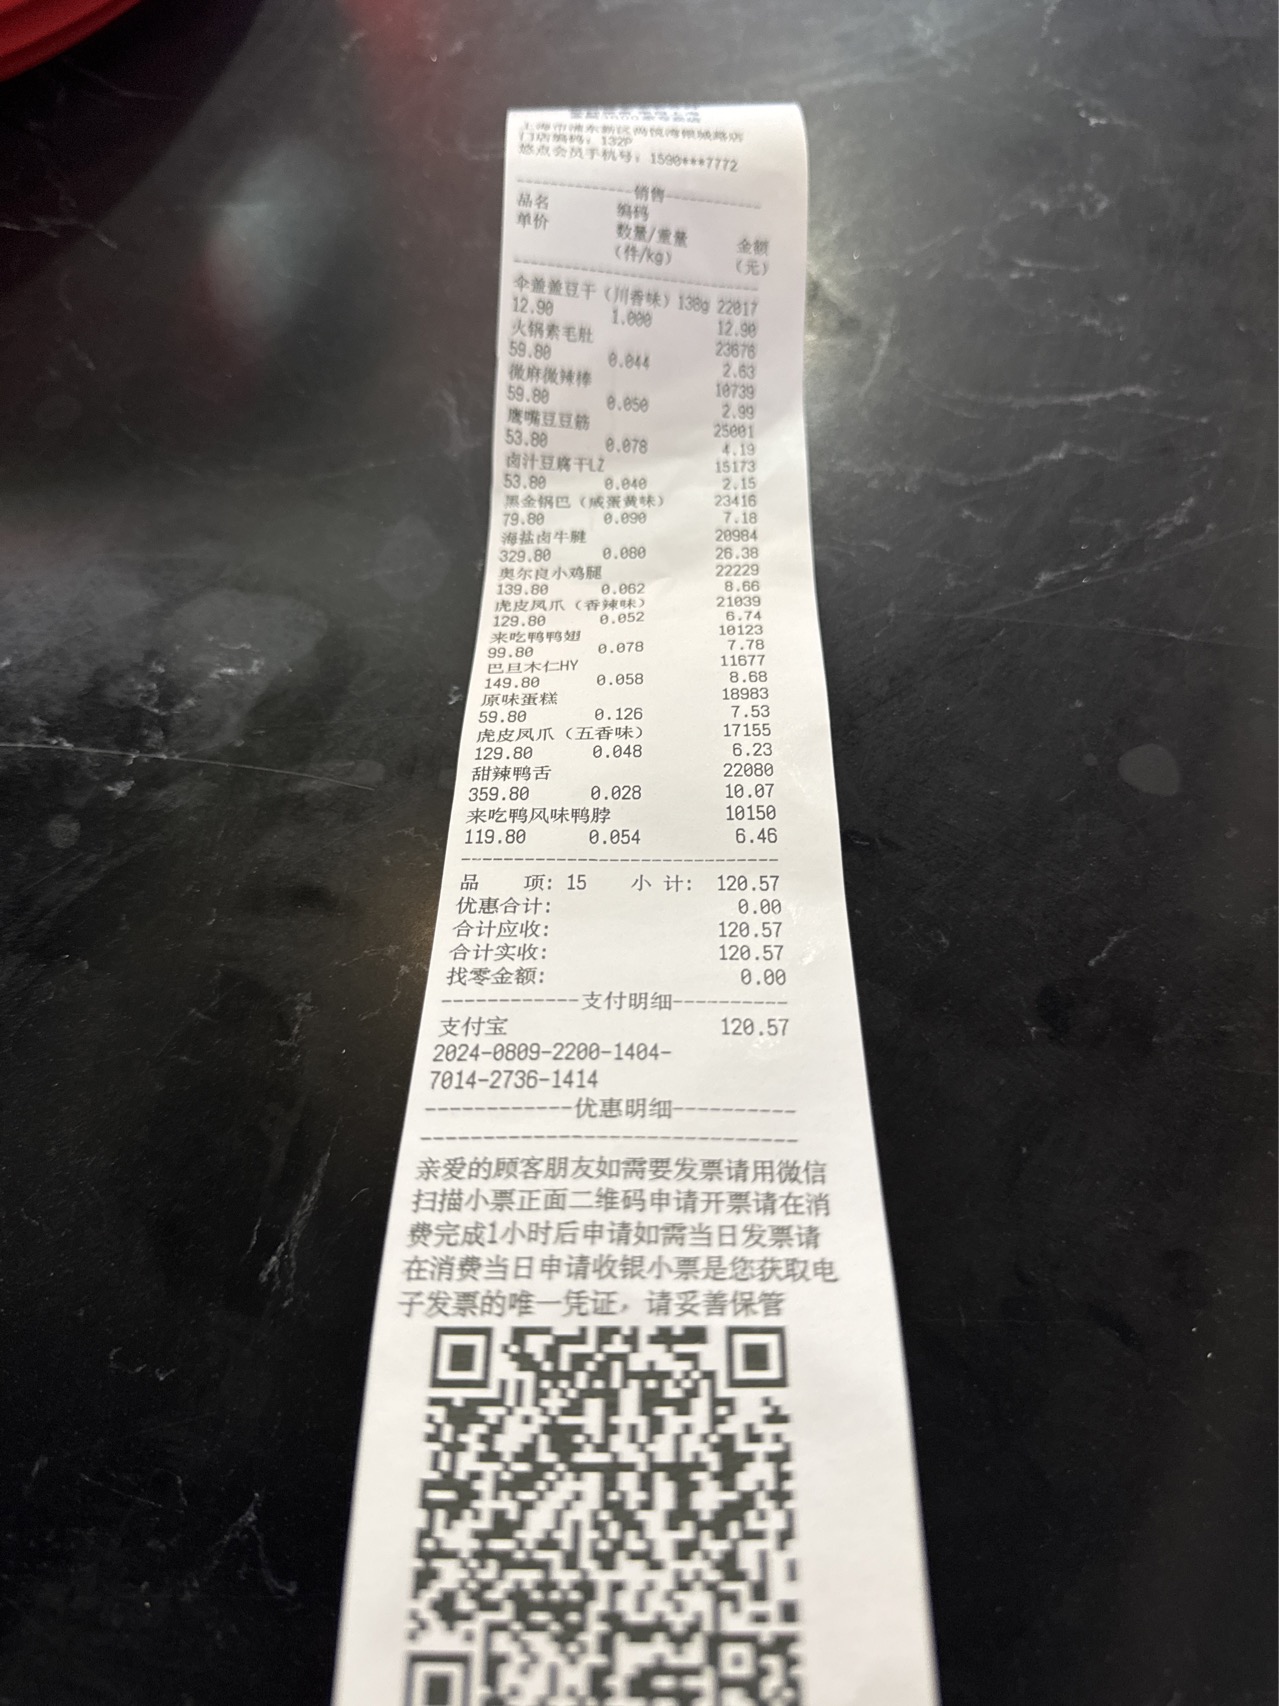 上海市浦东新区尚悦湾银城路店
门店编码：132P
悠点会员手机号：1590***7772
------------销售------------
品名 编码
单价 数量/重量 金额
(件/kg) (元)
------------------------------
伞盖盖豆干（川香味）138g 22017
12.90 1.000 12.90
火锅素毛肚 23678
59.80 0.044 2.63
微麻微辣棒 10739
59.80 0.050 2.99
鹰嘴豆豆筋 25001
53.80 0.078 4.19
卤汁豆腐干LZ 15173
53.80 0.040 2.15
黑金锅巴（咸蛋黄味） 23416
79.80 0.090 7.18
海盐卤牛腱 20984
329.80 0.080 26.38
奥尔良小鸡腿 22229
139.80 0.062 8.66
虎皮凤爪（香辣味） 21039
129.80 0.052 6.74
来吃鸭鸭翅 10123
99.80 0.078 7.78
巴旦木仁HY 11677
149.80 0.058 8.68
原味蛋糕 18983
59.80 0.126 7.53
虎皮凤爪（五香味） 17155
129.80 0.048 6.23
甜辣鸭舌 22080
359.80 0.028 10.07
来吃鸭风味鸭脖 10150
119.80 0.054 6.46
------------------------------
品 项: 15 小 计: 120.57
优惠合计: 0.00
合计应收: 120.57
合计实收: 120.57
找零金额: 0.00
------------支付明细----------
支付宝 120.57
2024-0809-2200-1404-
7014-2736-1414
------------优惠明细----------
------------------------------
亲爱的顾客朋友如需要发票请用微信
扫描小票正面二维码申请开票请在消
费完成1小时后申请如需当日发票请
在消费当日申请收银小票是您获取电
子发票的唯一凭证，请妥善保管